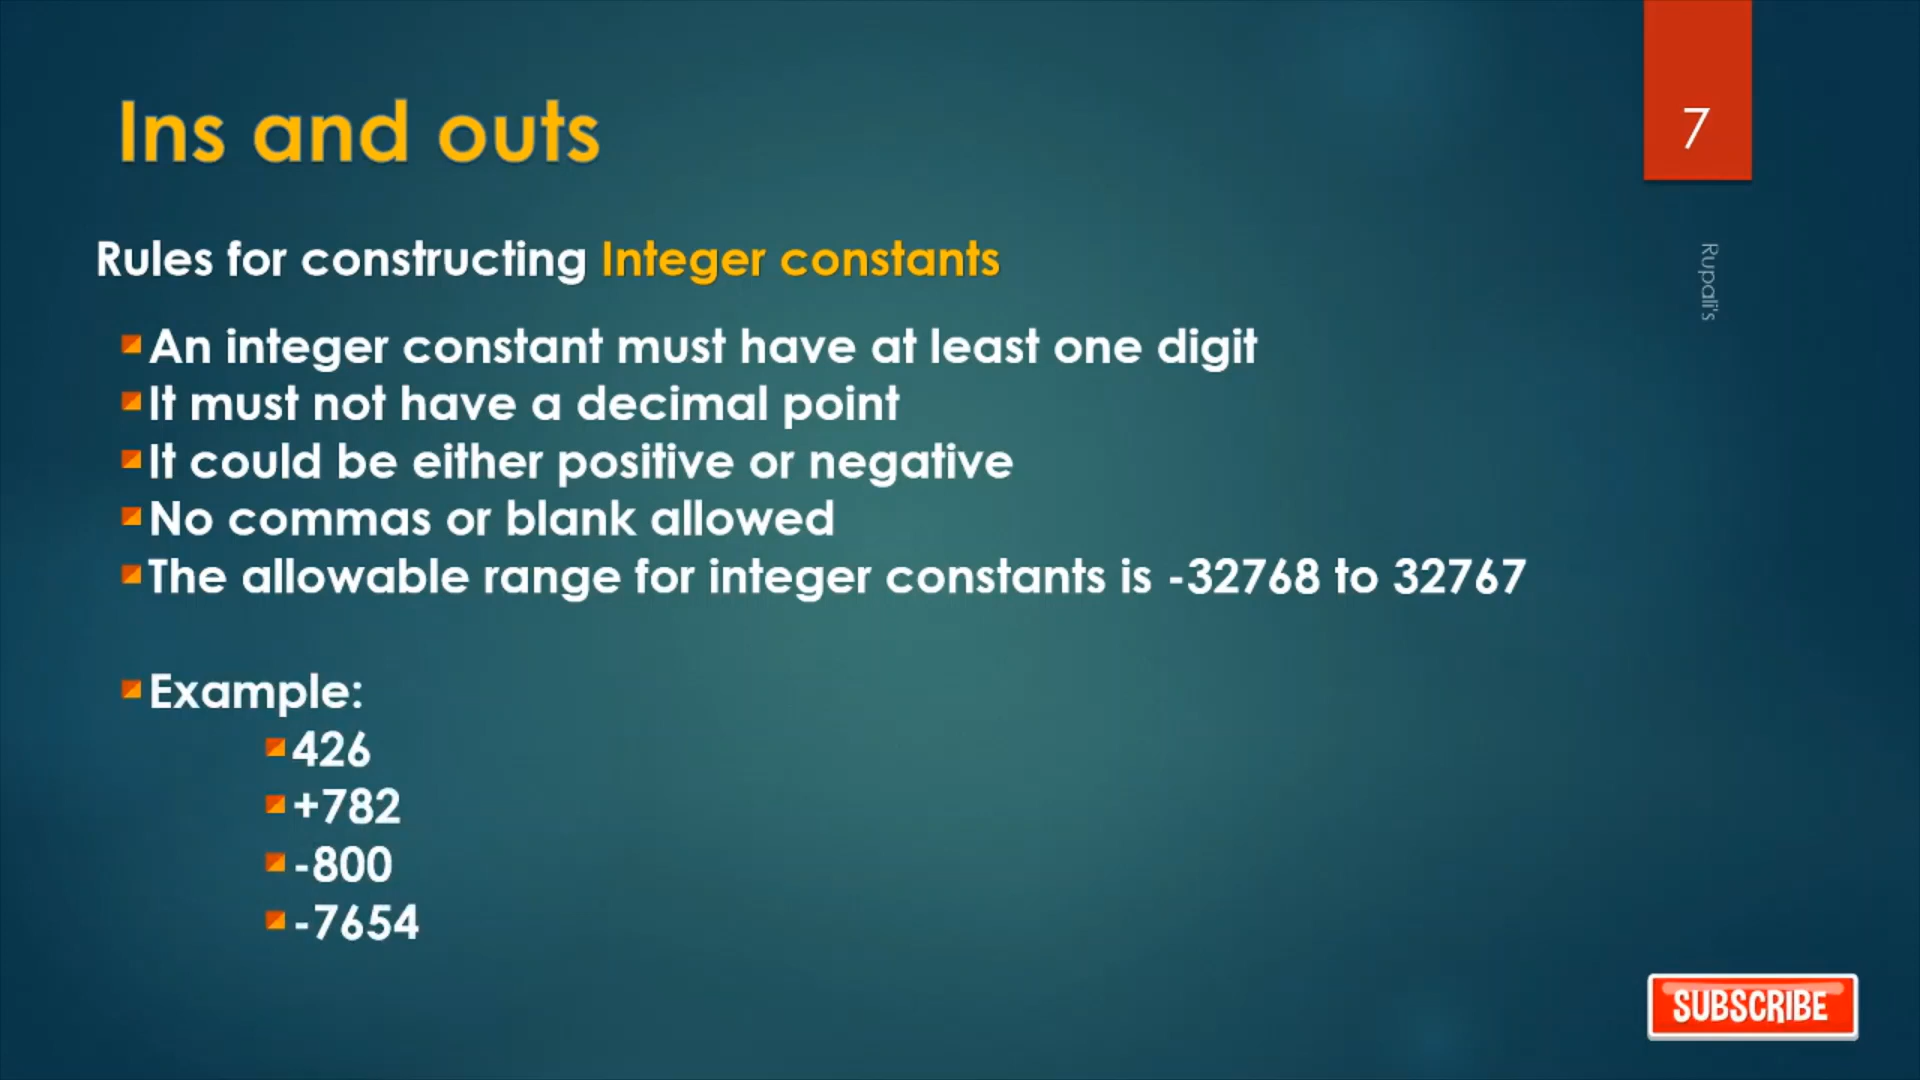 Ins and outs
7
Rupali's
Rules for constructing Integer constants
An integer constant must have at least one digit
It must not have a decimal point
It could be either positive or negative
No commas or blank allowed
The allowable range for integer constants is -32768 to 32767
Example:
426
+782
-800
-7654
SUBSCRIBE